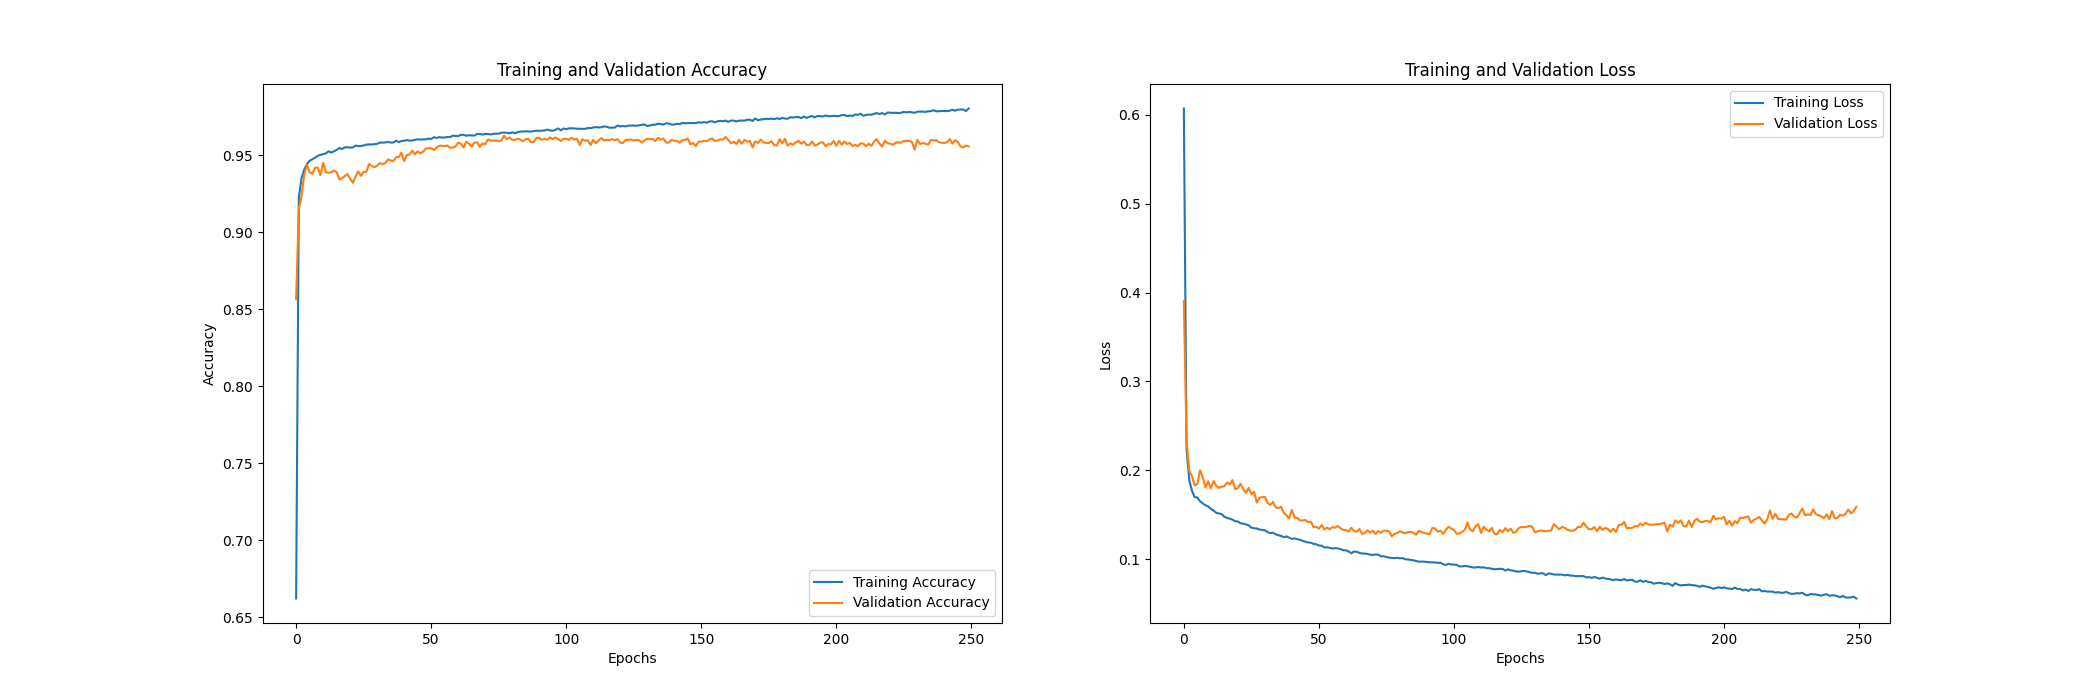 Training and Validation Accuracy
Accuracy
0.95
0.90
0.85
0.80
0.75
0.70
0.65
0 50 100 150 200 250
Epochs
Training Accuracy
Validation Accuracy
Training and Validation Loss
Loss
0.6
0.5
0.4
0.3
0.2
0.1
0 50 100 150 200 250
Epochs
Training Loss
Validation Loss